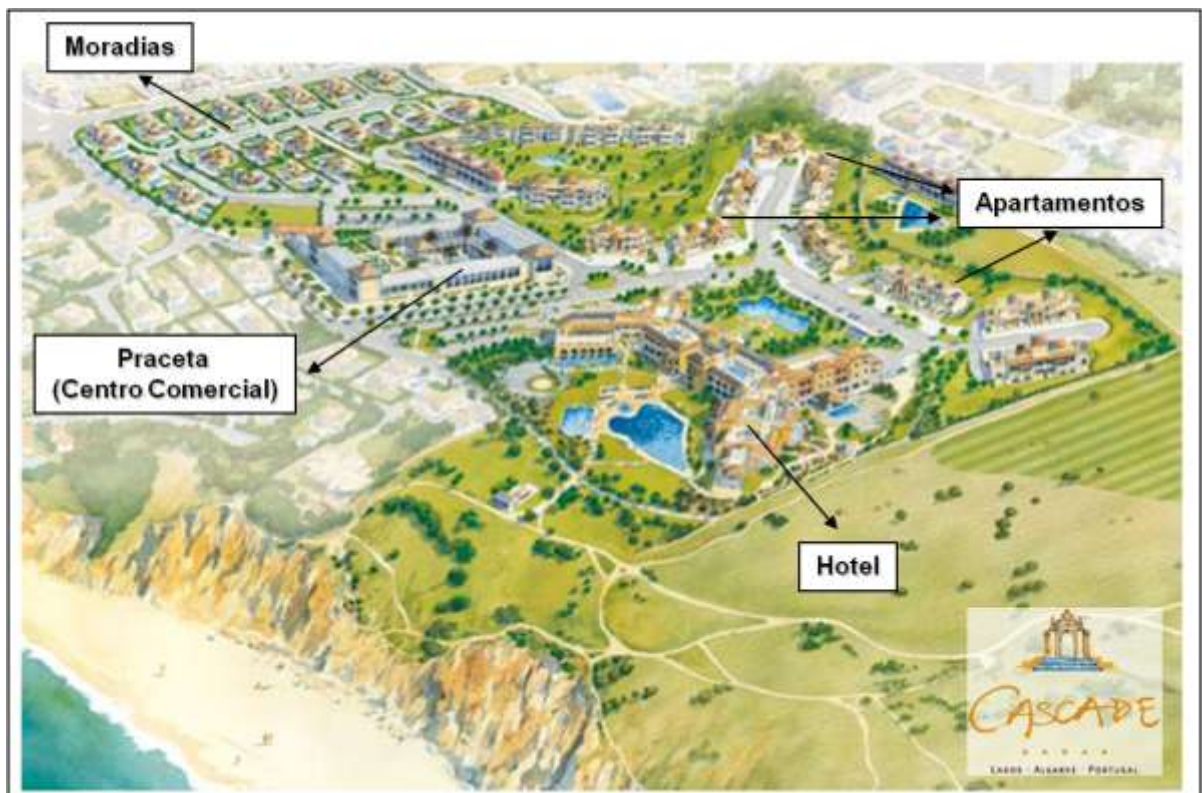 Moradias
Apartamentos
Praceta
(Centro Comercial)
Hotel
CASCADE
LAGOS · ALGARVE · PORTUGAL